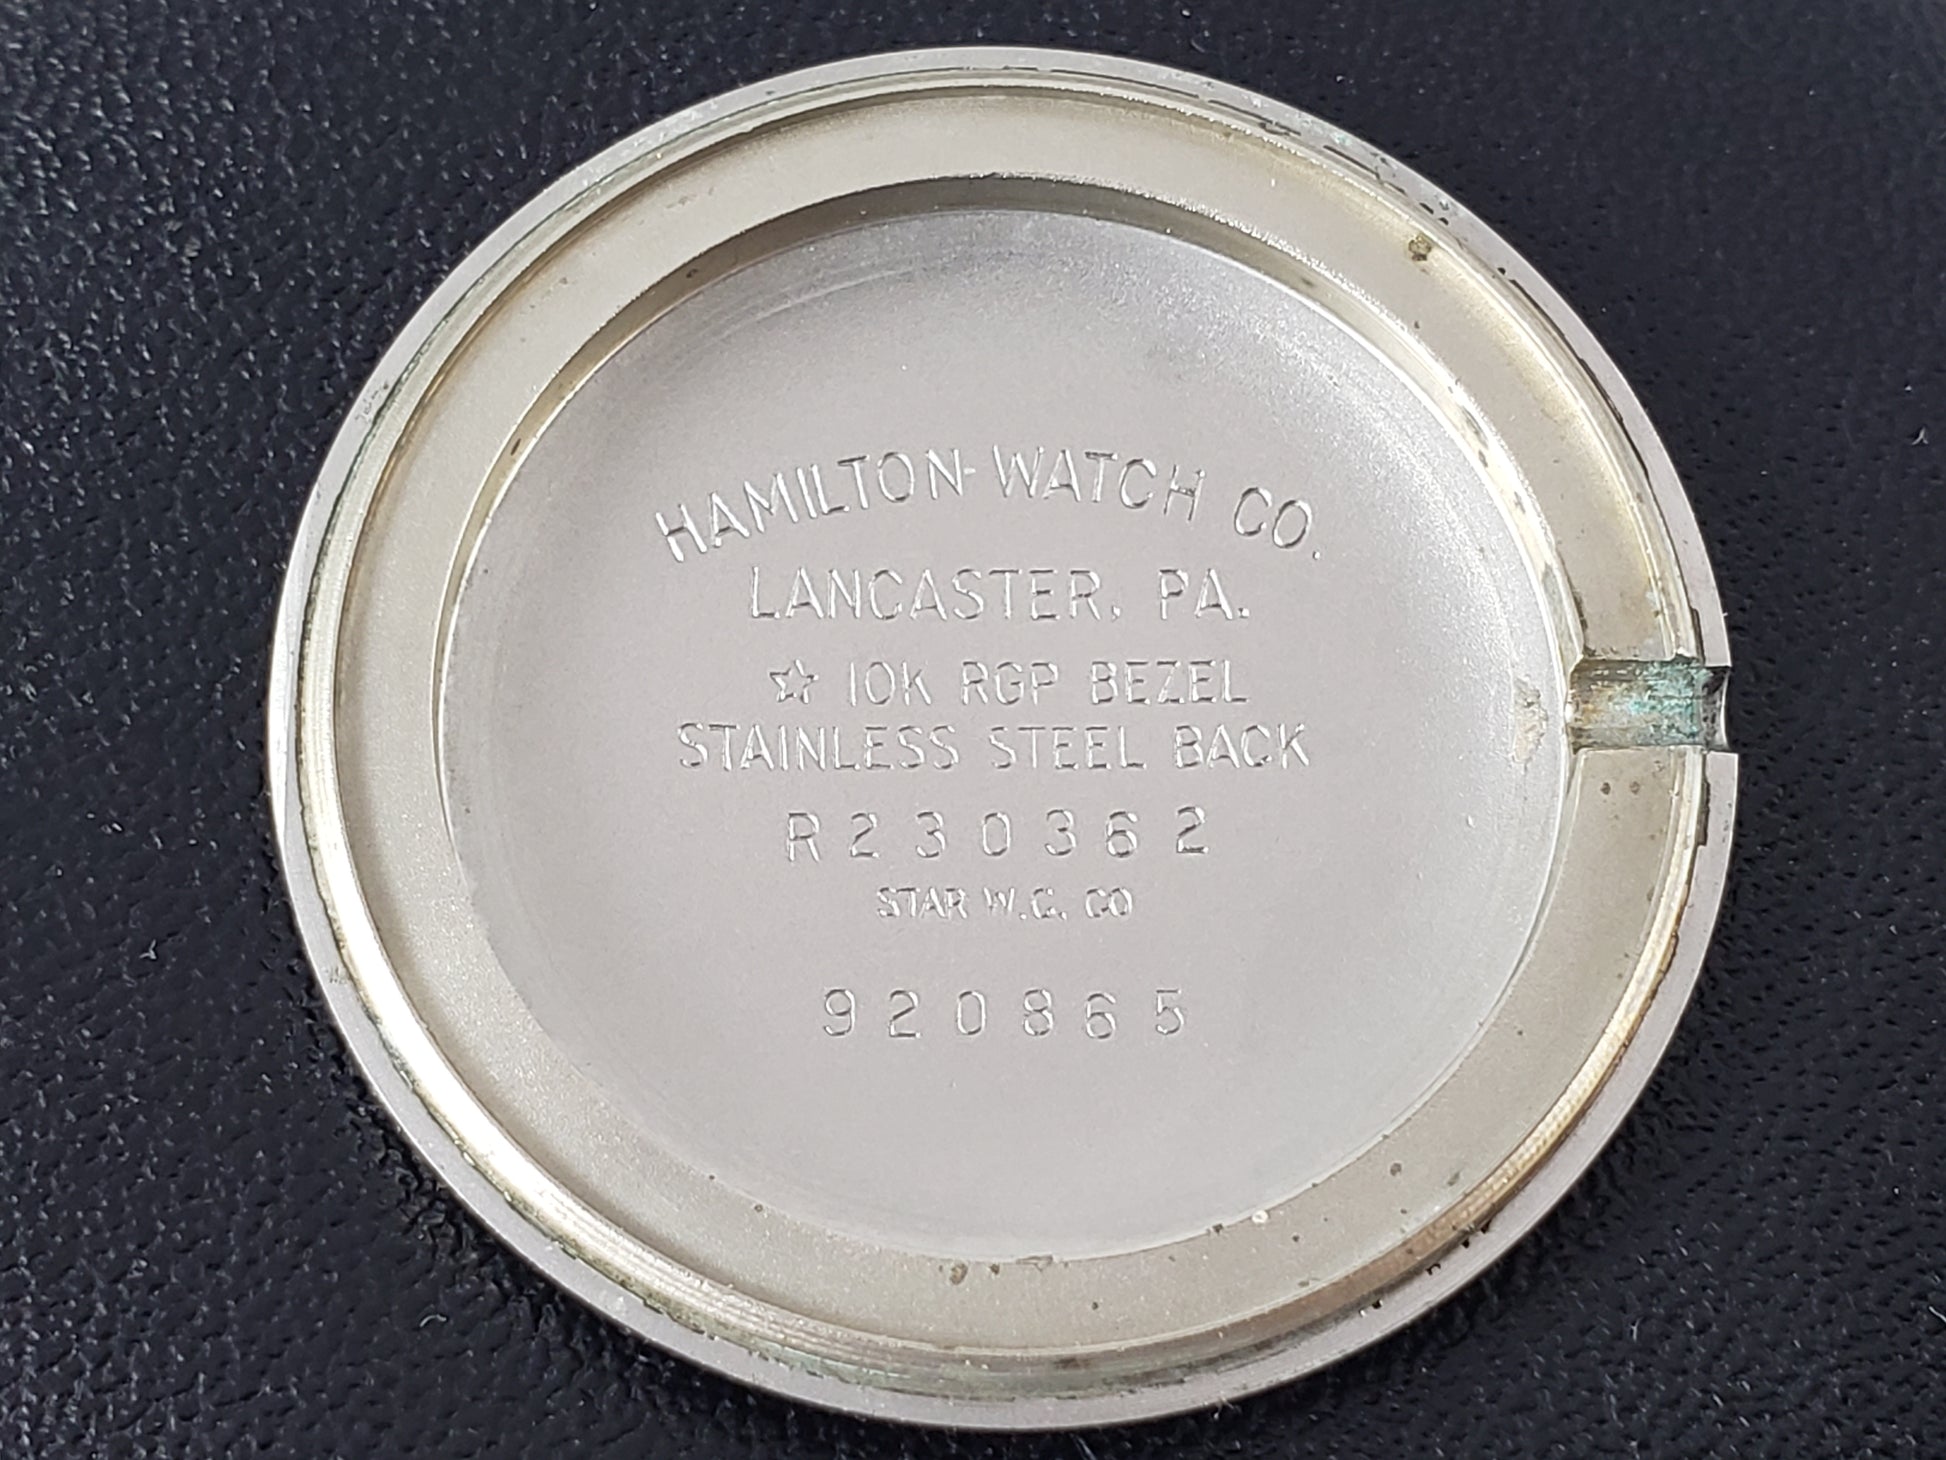 HAMILTON-WATCH CO.
LANCASTER, PA.
☆ 10K RGP BEZEL
STAINLESS STEEL BACK
R230362
STAR W.C. CO
920865